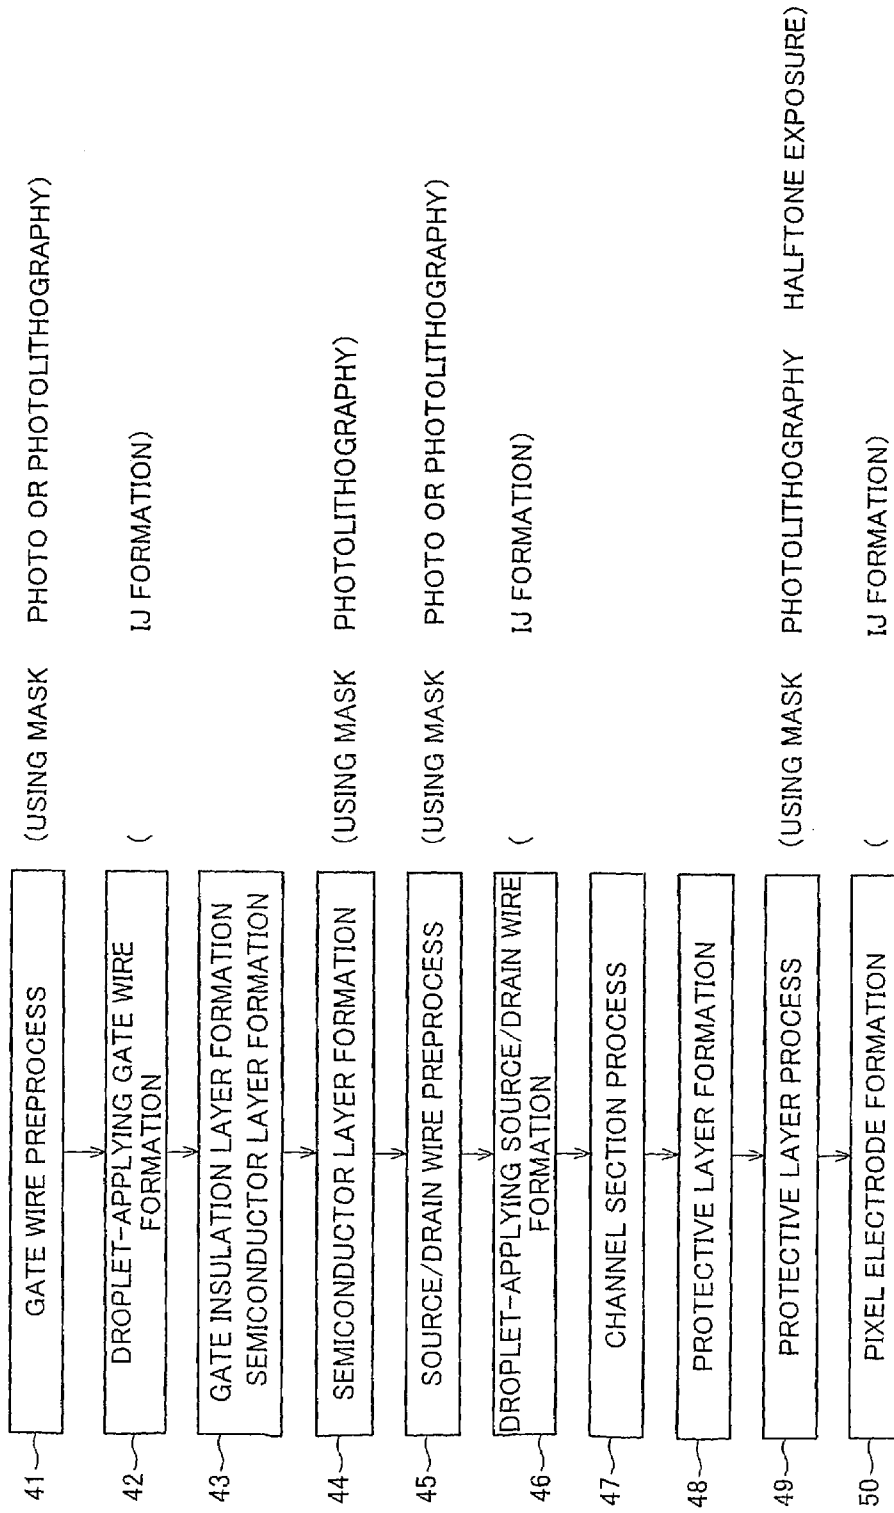 41 GATE WIRE PREPROCESS (USING MASK PHOTO OR PHOTOLITHOGRAPHY)
42 DROPLET-APPLYING GATE WIRE
FORMATION ( IJ FORMATION)
43 GATE INSULATION LAYER FORMATION
SEMICONDUCTOR LAYER FORMATION
44 SEMICONDUCTOR LAYER FORMATION (USING MASK PHOTOLITHOGRAPHY)
45 SOURCE/DRAIN WIRE PREPROCESS (USING MASK PHOTO OR PHOTOLITHOGRAPHY)
46 DROPLET-APPLYING SOURCE/DRAIN WIRE
FORMATION ( IJ FORMATION)
47 CHANNEL SECTION PROCESS
48 PROTECTIVE LAYER FORMATION
49 PROTECTIVE LAYER PROCESS (USING MASK PHOTOLITHOGRAPHY HALFTONE EXPOSURE)
50 PIXEL ELECTRODE FORMATION ( IJ FORMATION)